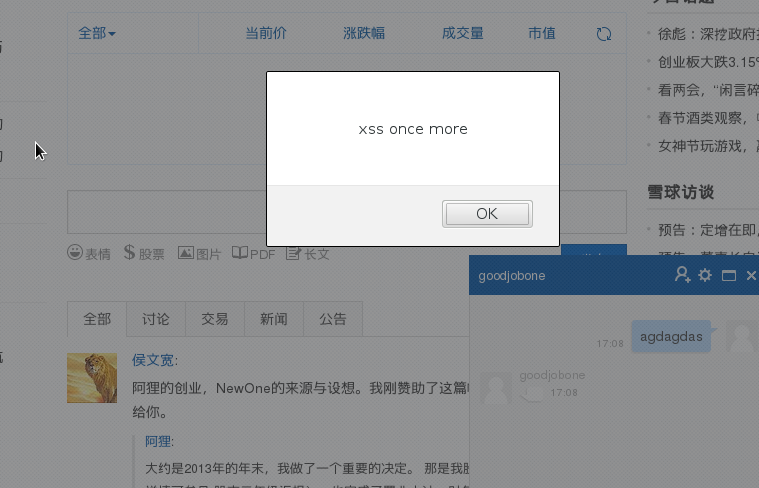 全部 当前价 涨跌幅 成交量 市值
徐彪：深挖政府
创业板大跌3.15%
看两会，“闲言碎
春节酒类观察，
女神节玩游戏，
雪球访谈
预告：定增在即，
xss once more
OK
表情 股票 图片 PDF 长文
goodjobone
17:08 agdagdas
goodjobone
17:08
全部 讨论 交易 新闻 公告
侯文宽:
阿狸的创业，NewOne的来源与设想。我刚赞助了这篇
给你。
阿狸:
大约是2013年的年末，我做了一个重要的决定。 那是我